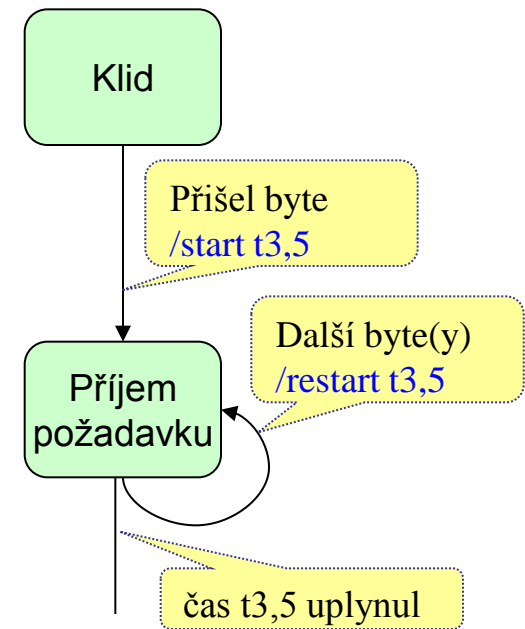 Klid
Přišel byte
/start t3,5
Další byte(y)
/restart t3,5
Příjem
požadavku
čas t3,5 uplynul